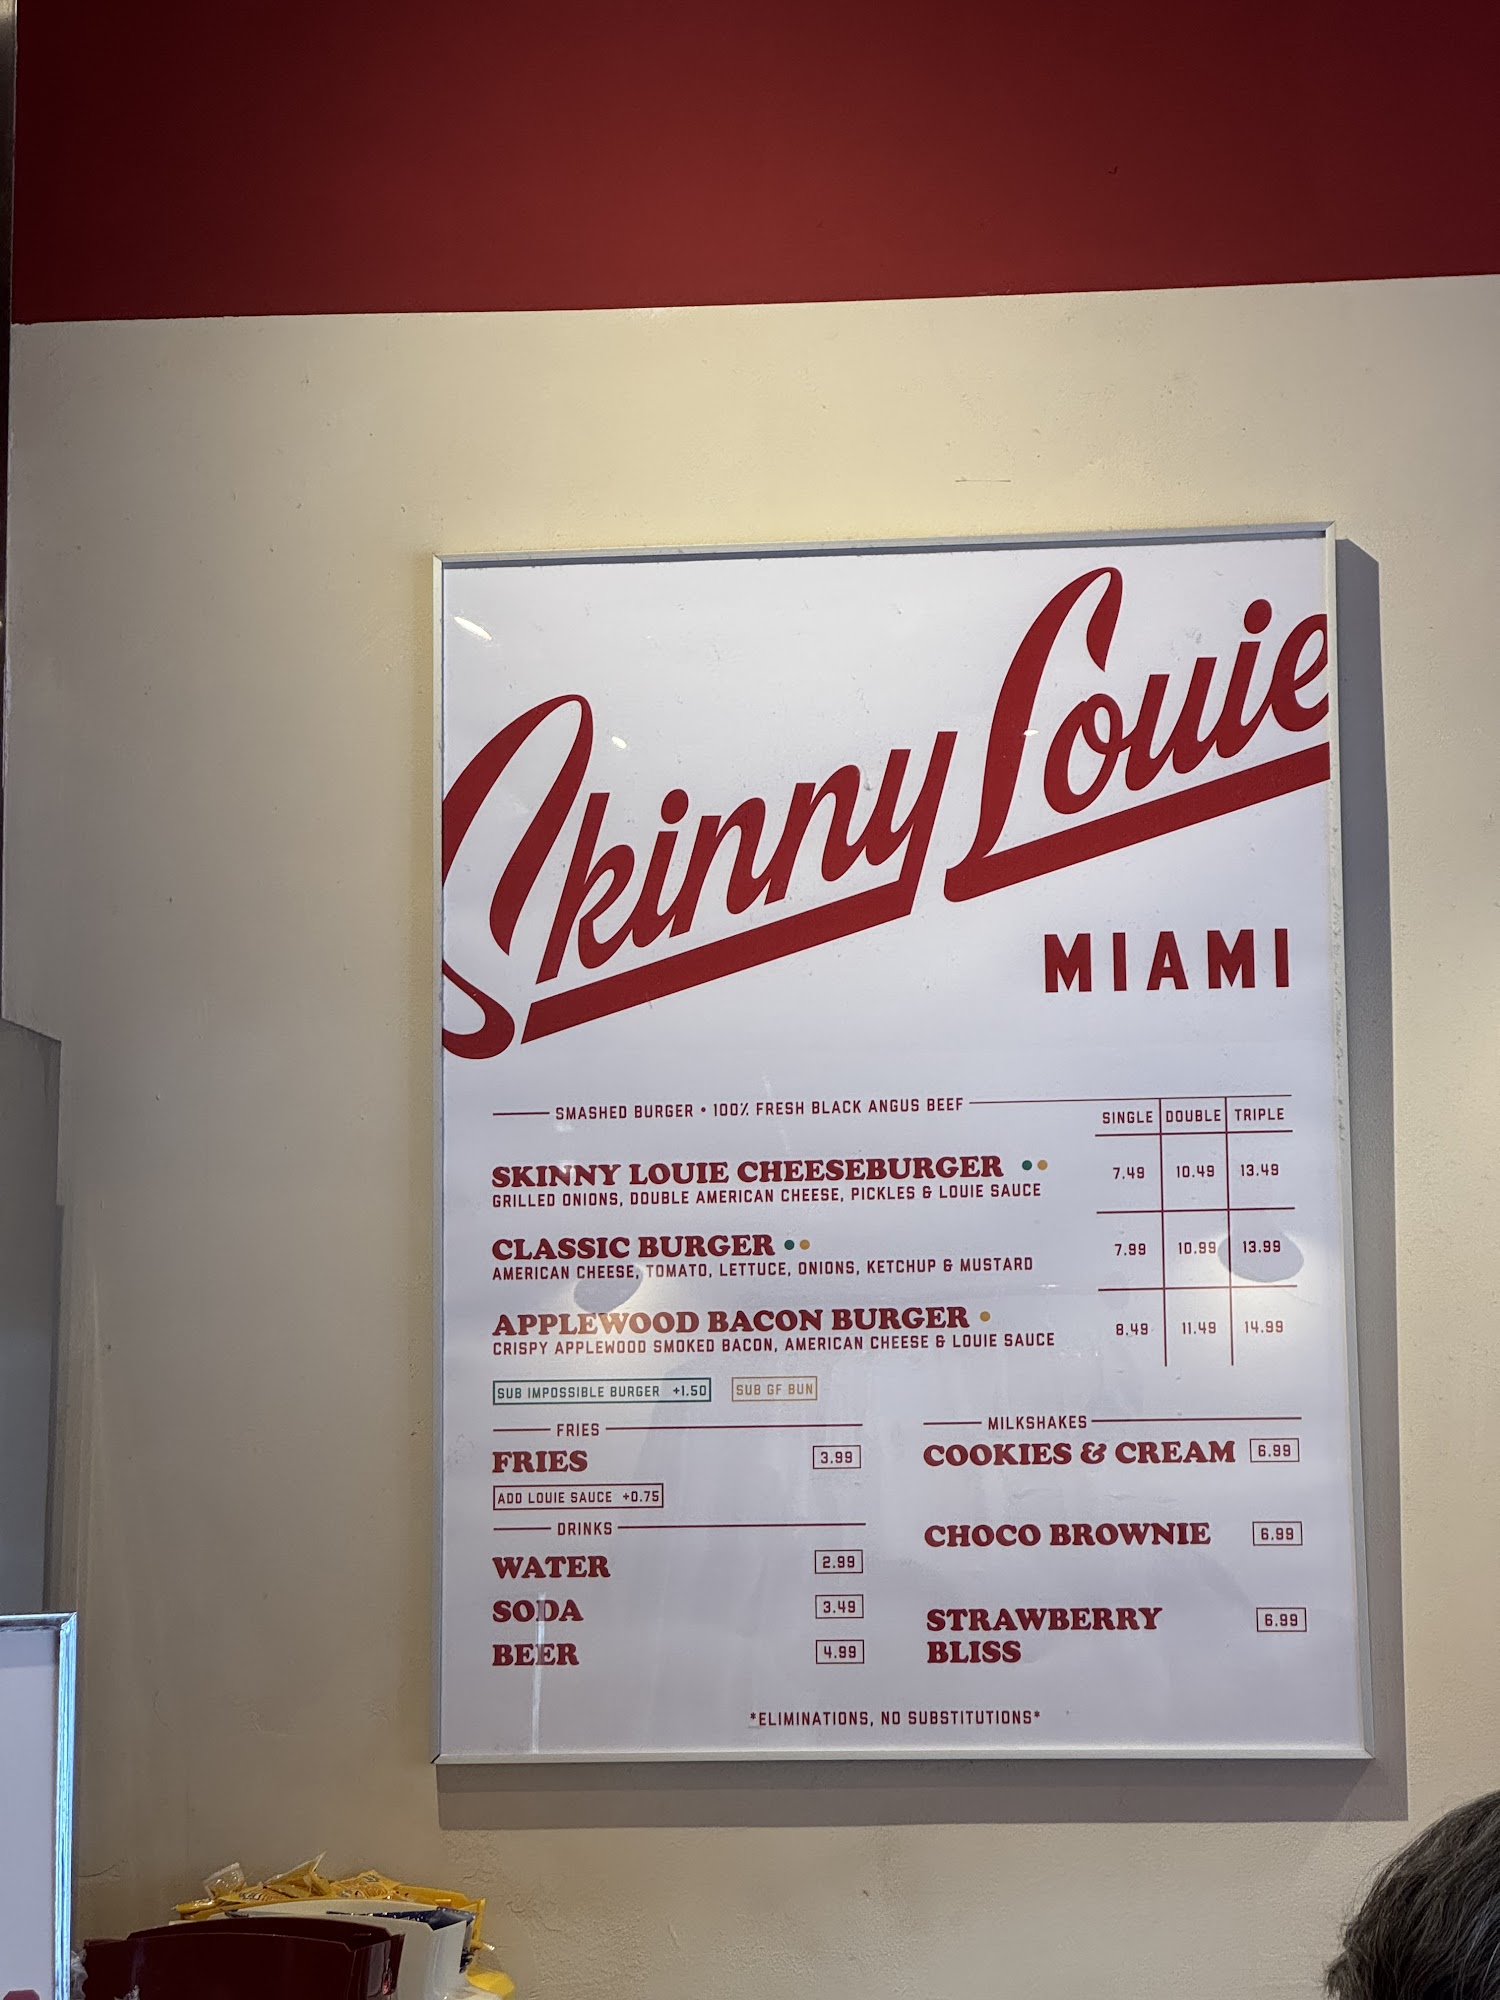 Skinny Louie
MIAMI
SMASHED BURGER • 100% FRESH BLACK ANGUS BEEF
SINGLE DOUBLE TRIPLE
SKINNY LOUIE CHEESEBURGER 7.49 10.49 13.49
GRILLED ONIONS, DOUBLE AMERICAN CHEESE, PICKLES & LOUIE SAUCE
CLASSIC BURGER 7.99 10.99 13.99
AMERICAN CHEESE, TOMATO, LETTUCE, ONIONS, KETCHUP & MUSTARD
APPLEWOOD BACON BURGER 8.49 11.49 14.99
CRISPY APPLEWOOD SMOKED BACON, AMERICAN CHEESE & LOUIE SAUCE
SUB IMPOSSIBLE BURGER +1.50 SUB GF BUN
FRIES
FRIES 3.99
ADD LOUIE SAUCE +0.75
DRINKS
WATER 2.99
SODA 3.49
BEER 4.99
MILKSHAKES
COOKIES & CREAM 6.99
CHOCO BROWNIE 6.99
STRAWBERRY 6.99
BLISS
*ELIMINATIONS, NO SUBSTITUTIONS*